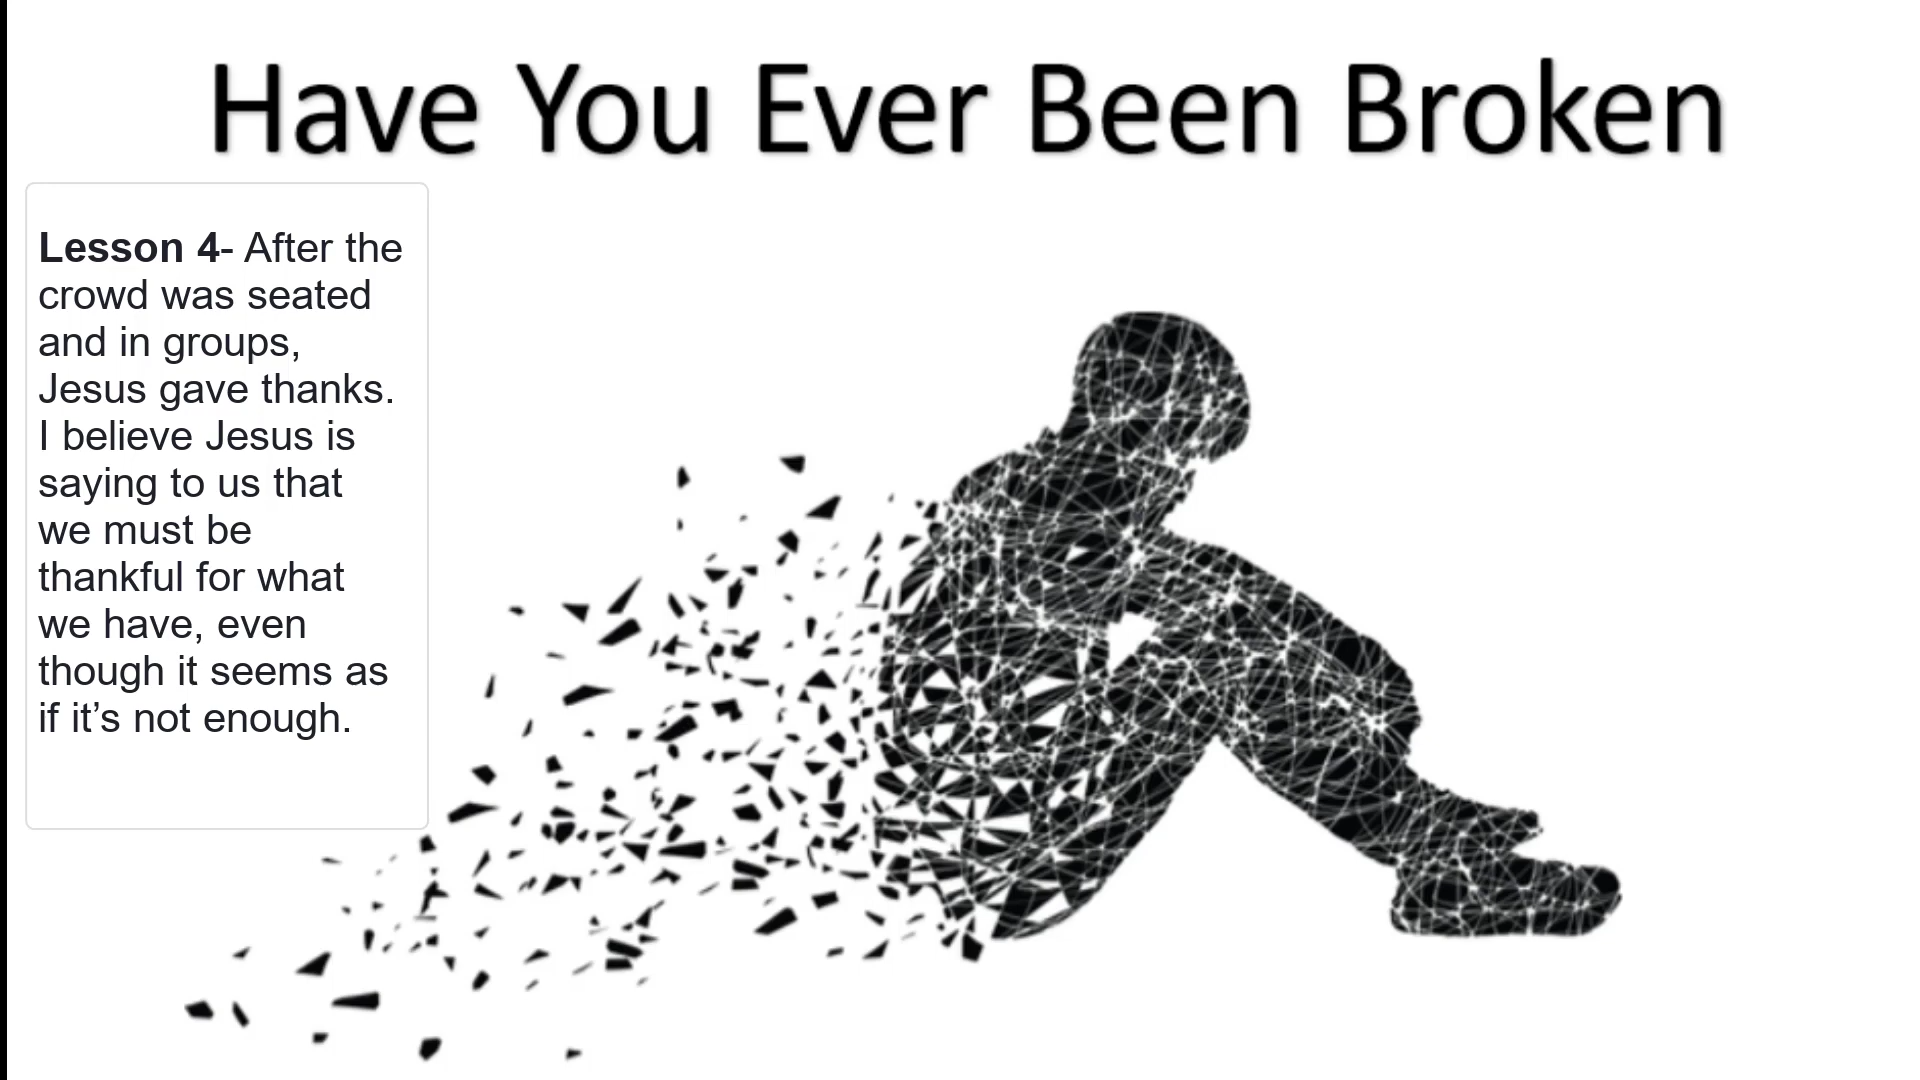 Have You Ever Been Broken
Lesson 4- After the
crowd was seated
and in groups,
Jesus gave thanks.
I believe Jesus is
saying to us that
we must be
thankful for what
we have, even
though it seems as
if it’s not enough.